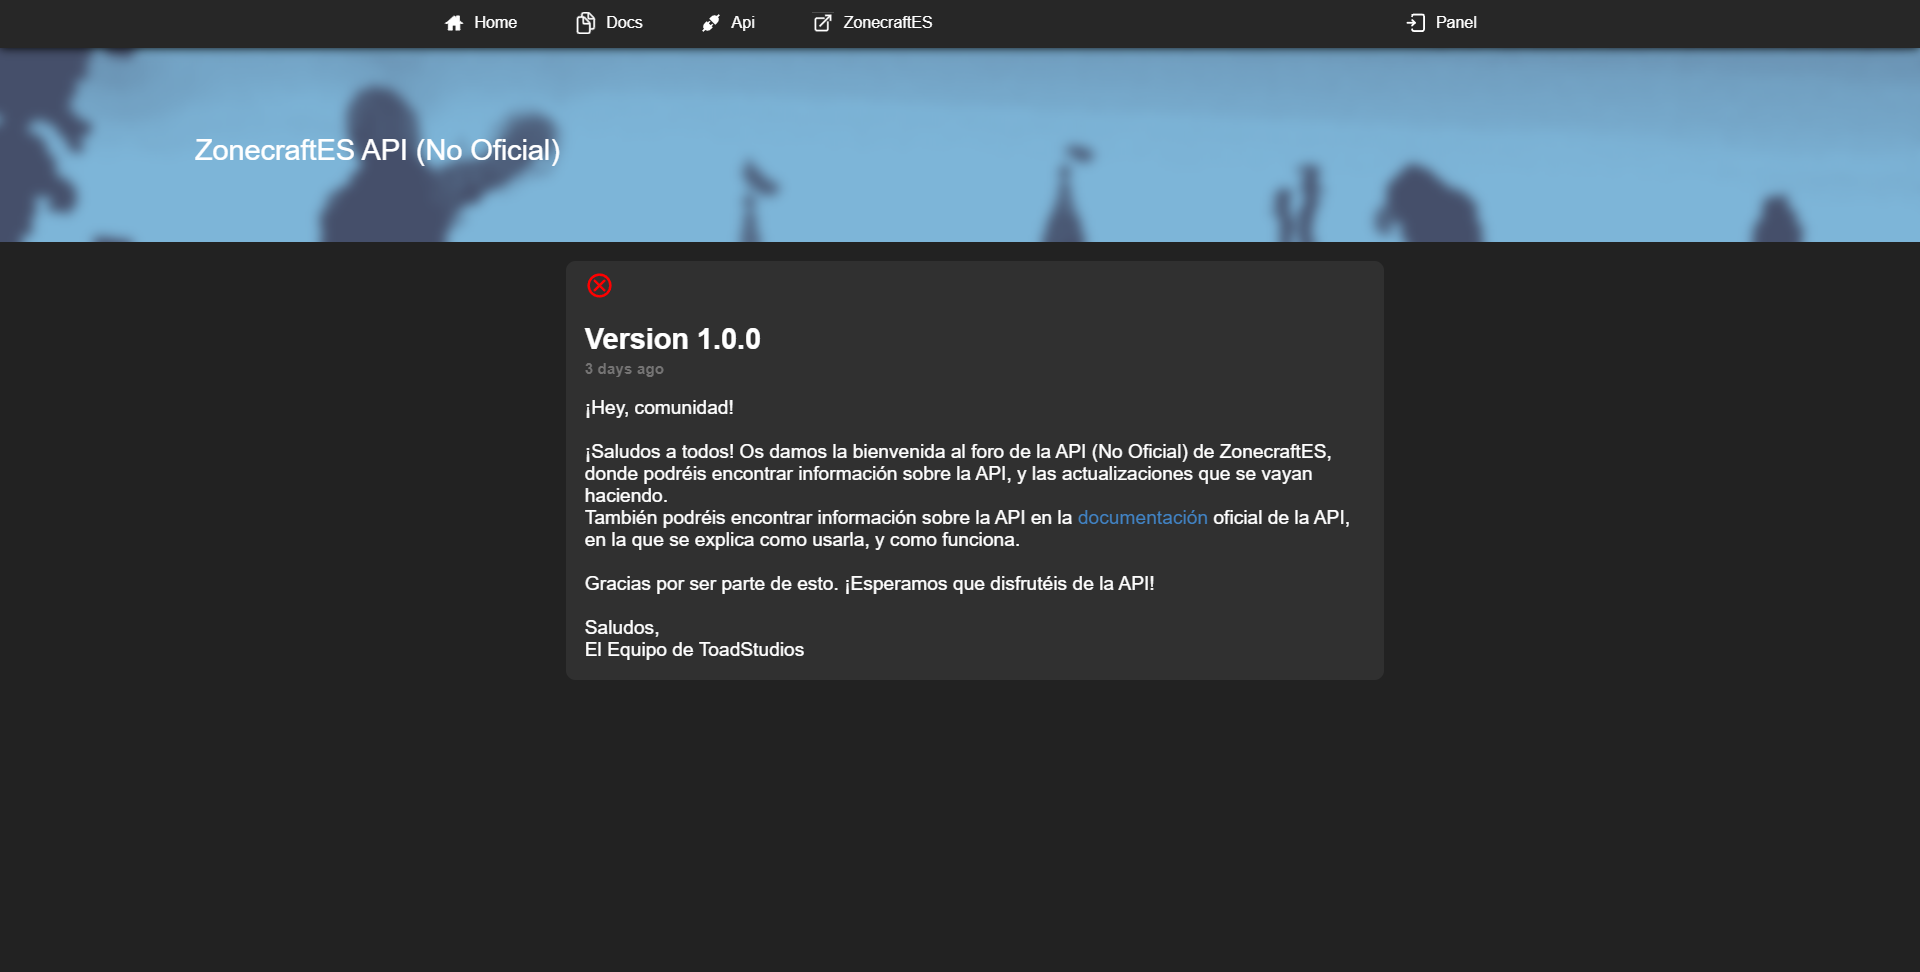 Home
Docs
Api
ZonecraftES
Panel
ZonecraftES API (No Oficial)
Version 1.0.0
3 days ago
¡Hey, comunidad!
¡Saludos a todos! Os damos la bienvenida al foro de la API (No Oficial) de ZonecraftES,
donde podréis encontrar información sobre la API, y las actualizaciones que se vayan
haciendo.
También podréis encontrar información sobre la API en la documentación oficial de la API,
en la que se explica como usarla, y como funciona.
Gracias por ser parte de esto. ¡Esperamos que disfrutéis de la API!
Saludos,
El Equipo de ToadStudios